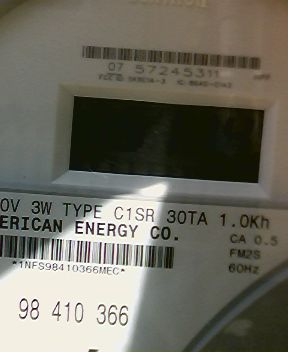 07 57245311
0V 3W TYPE C1SR 30TA 1.0Kh
ERICAN ENERGY CO.
CA 0.5
FM2S
60Hz
*1NFS98410366MEC*
98 410 366